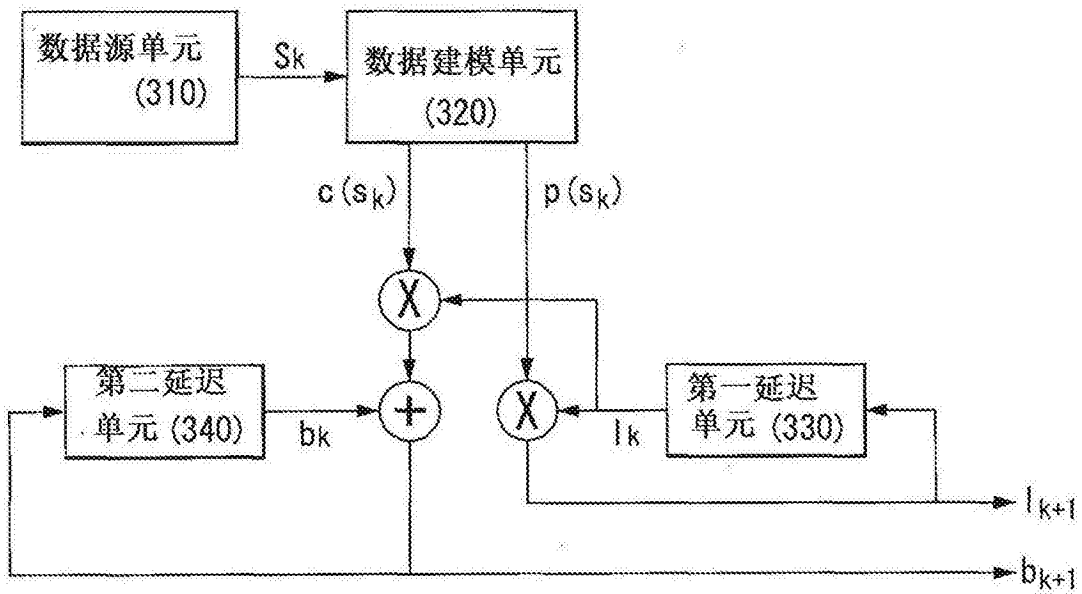 数据源单元
(310)
Sk
数据建模单元
(320)
c(sk)
p(sk)
X
第二延迟
单元(340)
bk
+
X
lk
第一延迟
单元(330)
lk+1
bk+1